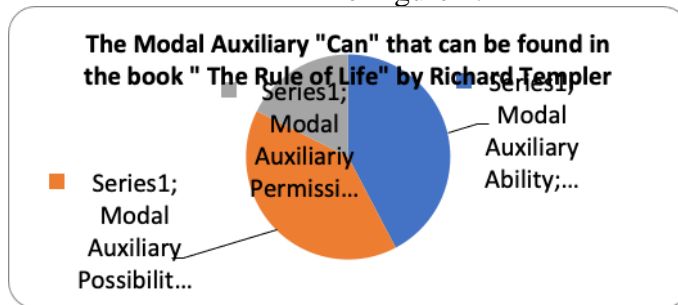 The Modal Auxiliary "Can" that can be found in
the book " The Rule of Life" by Richard Templer
Series1;
Modal
Auxiliary
Ability;...
Series1;
Modal
Auxiliariy
Permissi...
Series1;
Modal
Auxiliary
Possibilit...